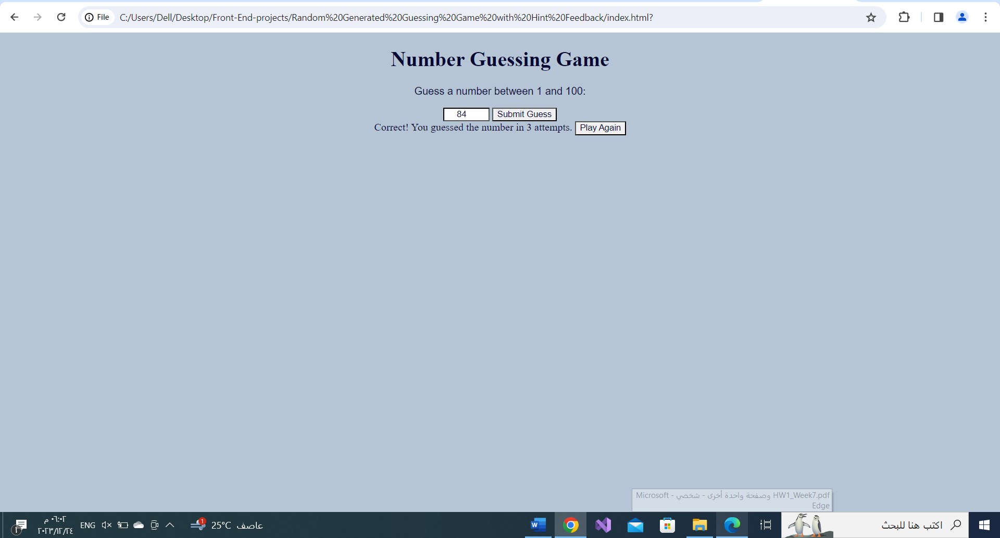 File
C:/Users/Dell/Desktop/Front-End-projects/Random%20Generated%20Guessing%20Game%20with%20Hint%20Feedback/index.html?
Number Guessing Game
Guess a number between 1 and 100:
84 Submit Guess
Correct! You guessed the number in 3 attempts. Play Again
HW1_Week7.pdf وصفحة واحدة أخرى - شخصي - Microsoft
Edge
١
٠٦:٠٢ م
٢٠٢٣/١٢/٢٤
ENG
1
25°C عاصف
W
اكتب هنا للبحث